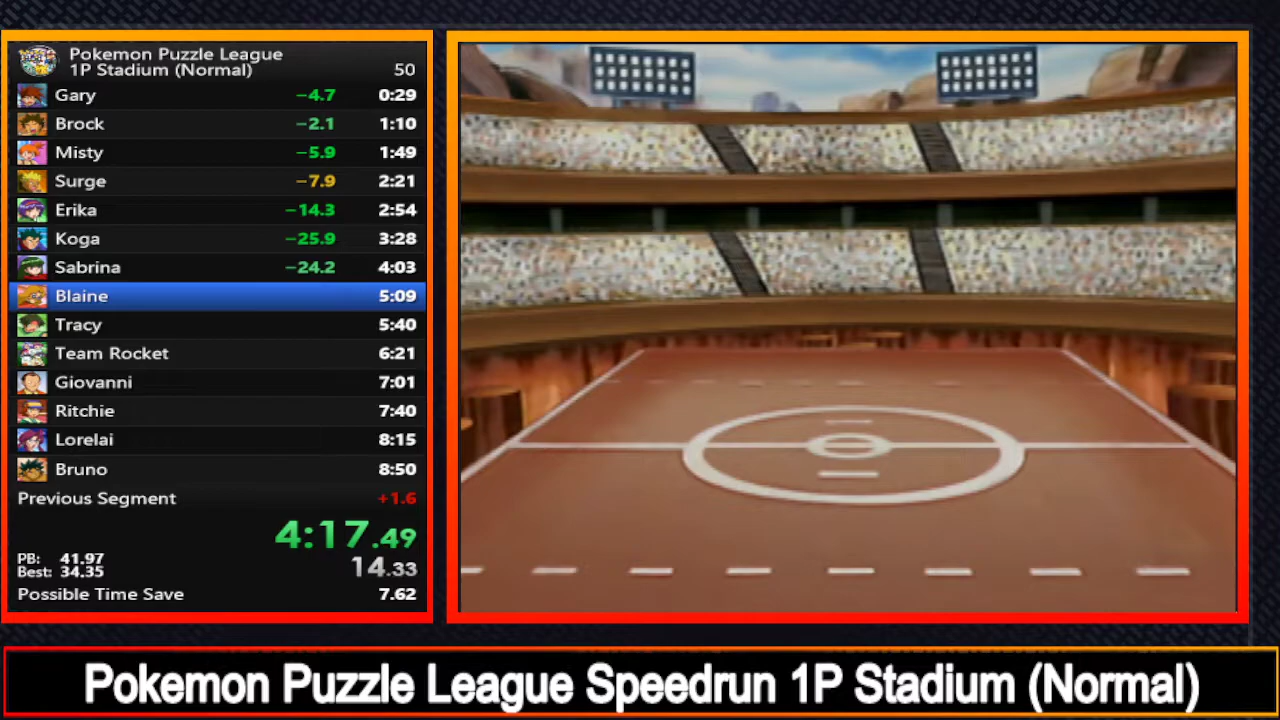 Pokemon Puzzle League
1P Stadium (Normal) 50
Gary −4.7 0:29
Brock −2.1 1:10
Misty −5.9 1:49
Surge −7.9 2:21
Erika −14.3 2:54
Koga −25.9 3:28
Sabrina −24.2 4:03
Blaine 5:09
Tracy 5:40
Team Rocket 6:21
Giovanni 7:01
Ritchie 7:40
Lorelai 8:15
Bruno 8:50
Previous Segment +1.6
4:17.49
PB: 41.97
Best: 34.35 14.33
Possible Time Save 7.62
Pokemon Puzzle League Speedrun 1P Stadium (Normal)